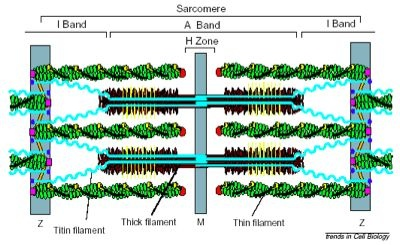 Sarcomere
I Band
A Band
I Band
H Zone
Z
Titin filament
Thick filament
M
Thin filament
Z
trends in Cell Biology